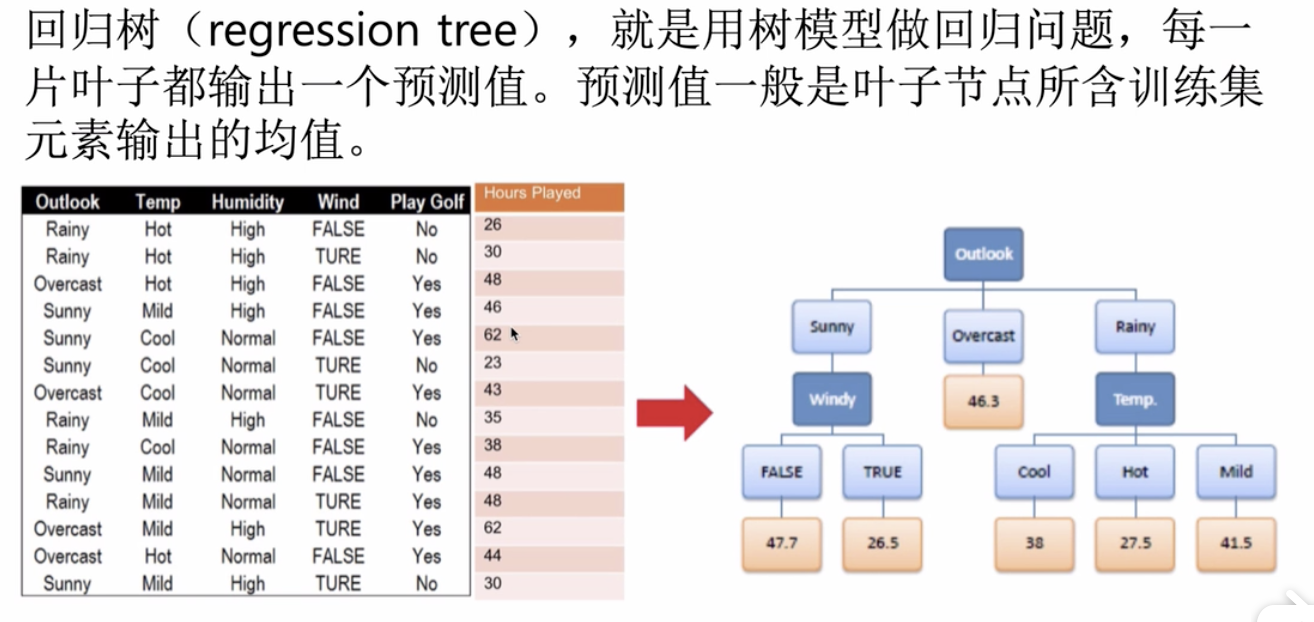 回归树（regression tree），就是用树模型做回归问题，每一
片叶子都输出一个预测值。预测值一般是叶子节点所含训练集
元素输出的均值。
Outlook Temp Humidity Wind Play Golf Hours Played
Rainy Hot High FALSE No 26
Rainy Hot High TURE No 30
Overcast Hot High FALSE Yes 48
Sunny Mild High FALSE Yes 46
Sunny Cool Normal FALSE Yes 62
Sunny Cool Normal TURE No 23
Overcast Cool Normal TURE Yes 43
Rainy Mild High FALSE No 35
Rainy Cool Normal FALSE Yes 38
Sunny Mild Normal FALSE Yes 48
Rainy Mild Normal TURE Yes 48
Overcast Mild High TURE Yes 62
Overcast Hot Normal FALSE Yes 44
Sunny Mild High TURE No 30
Outlook
Sunny Overcast Rainy
Windy 46.3 Temp.
FALSE TRUE Cool Hot Mild
47.7 26.5 38 27.5 41.5